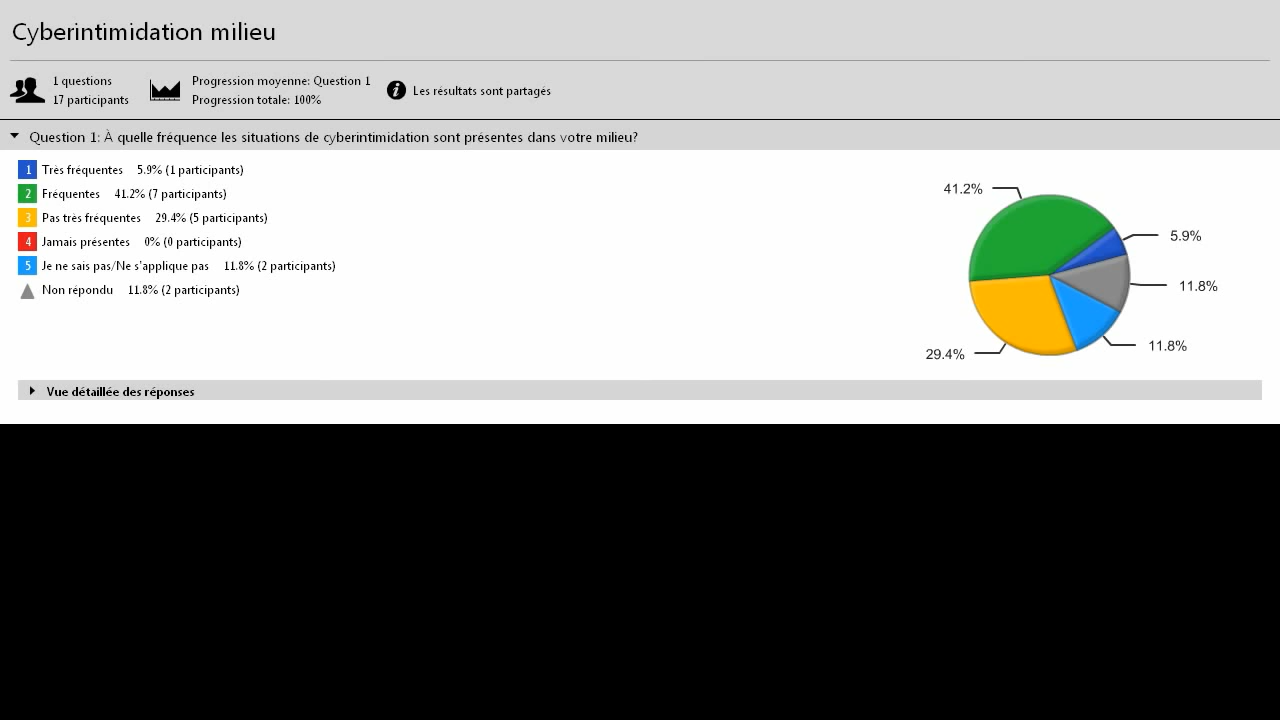 Cyberintimidation milieu
1 questions
17 participants
Progression moyenne: Question 1
Progression totale: 100%
Les résultats sont partagés
Question 1: À quelle fréquence les situations de cyberintimidation sont présentes dans votre milieu?
1 Très fréquentes 5.9% (1 participants)
2 Fréquentes 41.2% (7 participants)
3 Pas très fréquentes 29.4% (5 participants)
4 Jamais présentes 0% (0 participants)
5 Je ne sais pas/Ne s'applique pas 11.8% (2 participants)
Non répondu 11.8% (2 participants)
41.2%
5.9%
11.8%
11.8%
29.4%
Vue détaillée des réponses